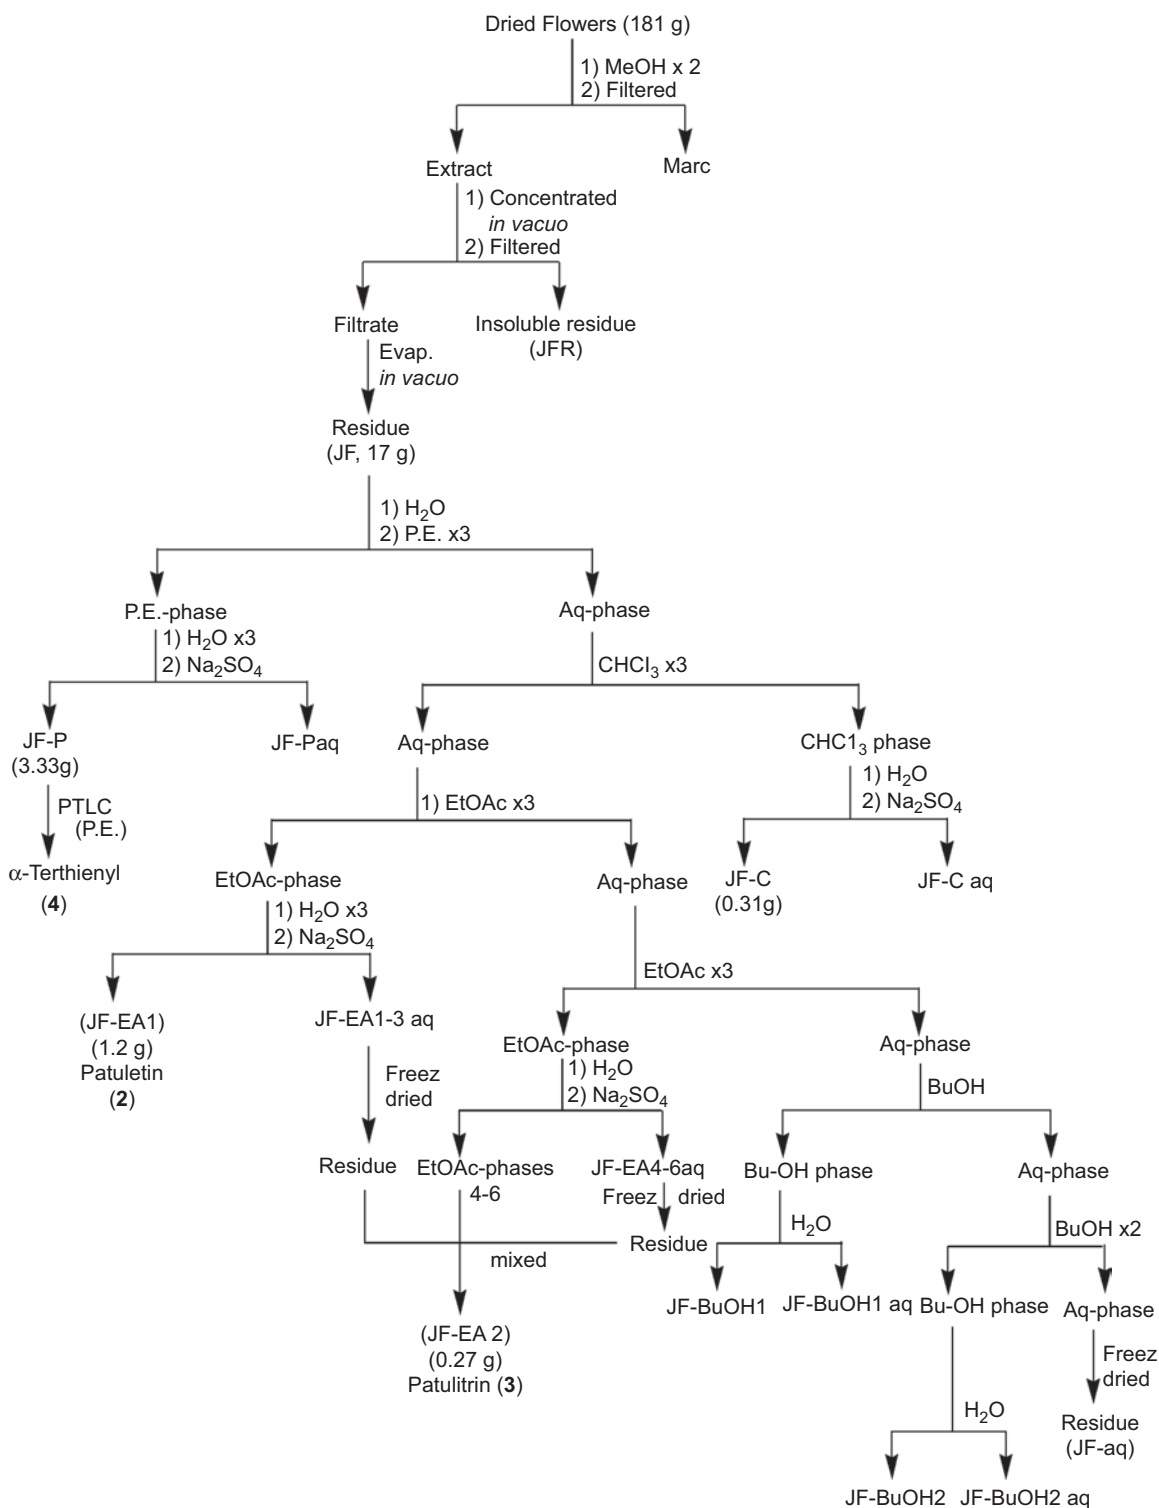 Dried Flowers (181 g)
1) MeOH x 2
2) Filtered
Extract
Marc
1) Concentrated
in vacuo
2) Filtered
Filtrate
Insoluble residue
(JFR)
Evap.
in vacuo
Residue
(JF, 17 g)
1) H₂O
2) P.E. x3
P.E.-phase
Aq-phase
1) H₂O x3
2) Na₂SO₄
CHCl₃ x3
JF-P
(3.33g)
JF-Paq
Aq-phase
CHC1₃ phase
PTLC
(P.E.)
1) EtOAc x3
1) H₂O
2) Na₂SO₄
α-Terthienyl
(4)
EtOAc-phase
Aq-phase
JF-C
(0.31g)
JF-C aq
1) H₂O x3
2) Na₂SO₄
EtOAc x3
(JF-EA1)
(1.2 g)
Patuletin
(2)
JF-EA1-3 aq
EtOAc-phase
Aq-phase
Freez
dried
1) H₂O
2) Na₂SO₄
BuOH
Residue
EtOAc-phases
4-6
JF-EA4-6aq
Bu-OH phase
Aq-phase
Freez dried
H₂O
BuOH x2
mixed
Residue
JF-BuOH1
JF-BuOH1 aq
Bu-OH phase
Aq-phase
(JF-EA 2)
(0.27 g)
Patulitrin (3)
Freez
dried
H₂O
Residue
(JF-aq)
JF-BuOH2
JF-BuOH2 aq